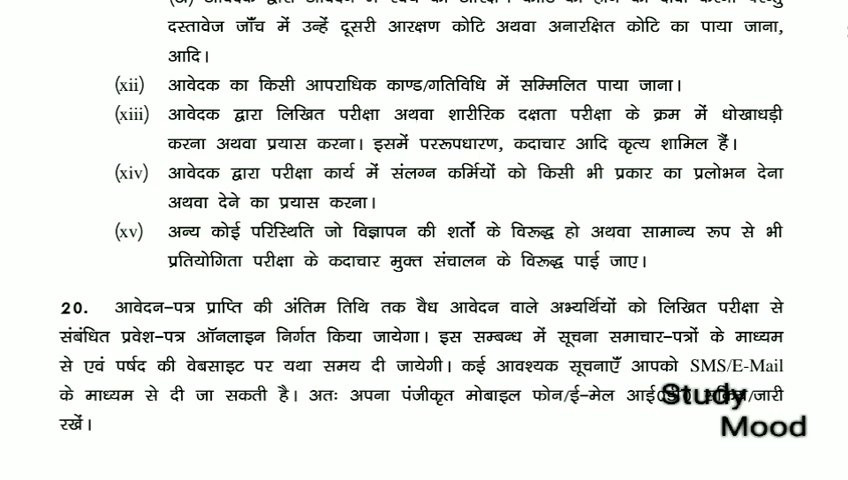 दस्तावेज जाँच में उन्हें दूसरी आरक्षण कोटि अथवा अनारक्षित कोटि का पाया जाना,
आदि।
(xii) आवेदक का किसी आपराधिक काण्ड/गतिविधि में सम्मिलित पाया जाना।
(xiii) आवेदक द्वारा लिखित परीक्षा अथवा शारीरिक दक्षता परीक्षा के क्रम में धोखाधड़ी
करना अथवा प्रयास करना। इसमें पररूपधारण, कदाचार आदि कृत्य शामिल हैं।
(xiv) आवेदक द्वारा परीक्षा कार्य में संलग्न कर्मियों को किसी भी प्रकार का प्रलोभन देना
अथवा देने का प्रयास करना।
(xv) अन्य कोई परिस्थिति जो विज्ञापन की शर्तों के विरूद्ध हो अथवा सामान्य रूप से भी
प्रतियोगिता परीक्षा के कदाचार मुक्त संचालन के विरूद्ध पाई जाए।
20. आवेदन–पत्र प्राप्ति की अंतिम तिथि तक वैध आवेदन वाले अभ्यर्थियों को लिखित परीक्षा से
संबंधित प्रवेश–पत्र ऑनलाइन निर्गत किया जायेगा। इस सम्बन्ध में सूचना समाचार–पत्रों के माध्यम
से एवं पर्षद की वेबसाइट पर यथा समय दी जायेगी। कई आवश्यक सूचनाएँ आपको SMS/E-Mail
के माध्यम से दी जा सकती है। अतः अपना पंजीकृत मोबाइल फोन/ई–मेल /जारी
रखें।
Study
Mood